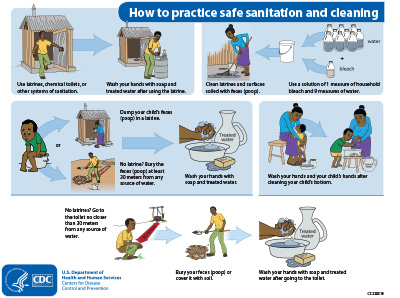 How to practice safe sanitation and cleaning
Use latrines, chemical toilets, or
other systems of sanitation.
Wash your hands with soap and
treated water after using the latrine.
Clean latrines and surfaces
soiled with feces (poop).
water
+
bleach
Use a solution of 1 measure of household
bleach and 9 measures of water.
or
Dump your child's feces
(poop) in a latrine.
No latrine? Bury the
feces (poop) at least
30 meters from any
source of water.
Treated
water
Wash your hands with
soap and treated water.
Wash your hands and your child's hands after
cleaning your child's bottom.
No latrines? Go to
the toilet no closer
than 30 meters
from any source of
water.
Bury your feces (poop) or
cover it with soil.
Treated
water
Wash your hands with soap and treated
water after going to the toilet.
CDC
U.S. Department of
Health and Human Services
Centers for Disease
Control and Prevention